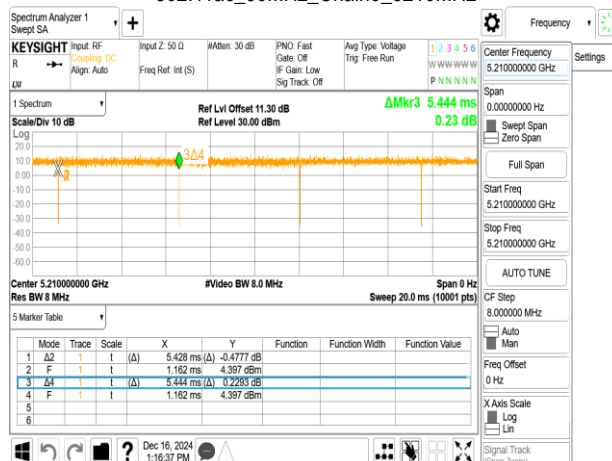 Spectrum Analyzer 1
Swept SA
Frequency
Settings
KEYSIGHT
R
Input: RF
Coupling: DC
Align: Auto
Input Z: 50 Ω
Freq Ref: Int (S)
#Atten: 30 dB
PNO: Fast
Gate: Off
IF Gain: Low
Sig Track: Off
Avg Type: Voltage
Trig: Free Run
1 2 3 4 5 6
W W W W W W
P N N N N N
1 Spectrum
Scale/Div 10 dB
Log
Ref Lvl Offset 11.30 dB
Ref Level 30.00 dBm
ΔMkr3 5.444 ms
0.23 dB
20.0
10.0
0.00
-10.0
-20.0
-30.0
-40.0
-50.0
-60.0
3Δ4
Center 5.210000000 GHz
Res BW 8 MHz
#Video BW 8.0 MHz
Span 0 Hz
Sweep 20.0 ms (10001 pts)
5 Marker Table
Mode Trace Scale X Y Function Function Width Function Value
1 Δ2 1 t (Δ) 5.428 ms (Δ) -0.4777 dB
2 F 1 t 1.162 ms 4.397 dBm
3 Δ4 1 t (Δ) 5.444 ms (Δ) 0.2293 dB
4 F 1 t 1.162 ms 4.397 dBm
5
6
Dec 16, 2024
1:16:37 PM
Center Frequency
5.210000000 GHz
Span
0.00000000 Hz
Swept Span
Zero Span
Full Span
Start Freq
5.210000000 GHz
Stop Freq
5.210000000 GHz
AUTO TUNE
CF Step
8.000000 MHz
Auto
Man
Freq Offset
0 Hz
X Axis Scale
Log
Lin
Signal Track